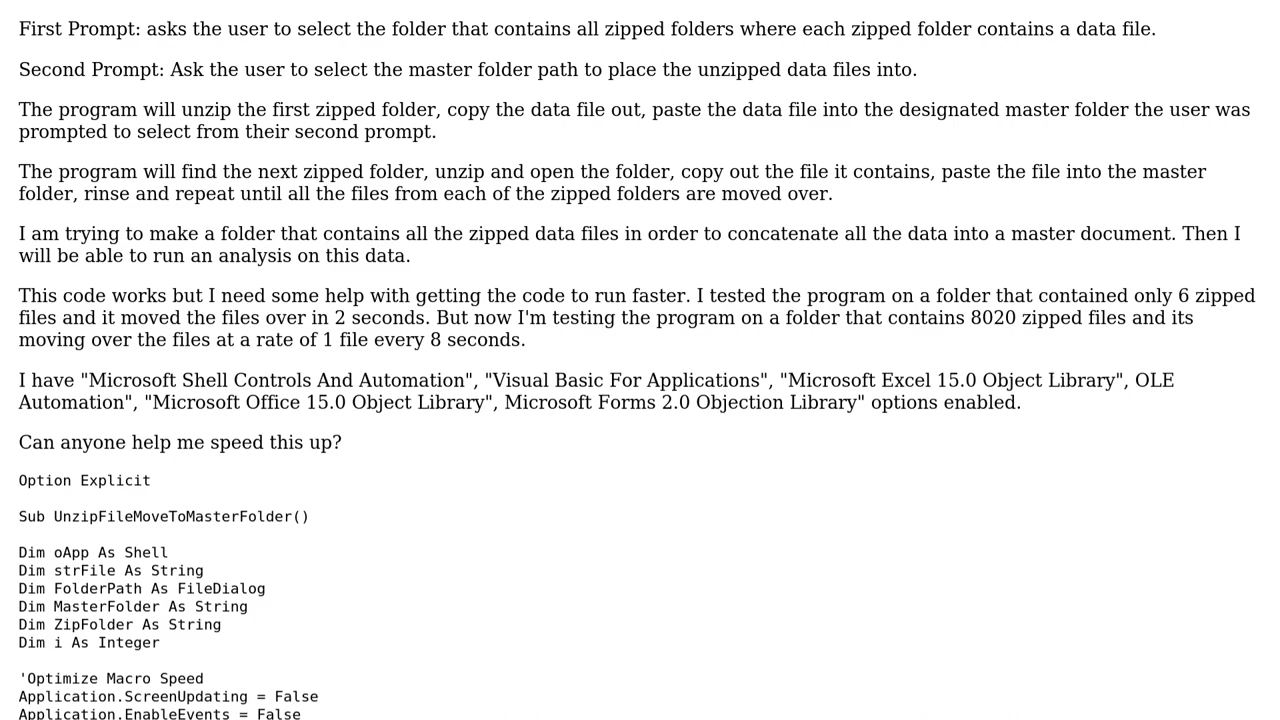 First Prompt: asks the user to select the folder that contains all zipped folders where each zipped folder contains a data file.
Second Prompt: Ask the user to select the master folder path to place the unzipped data files into.
The program will unzip the first zipped folder, copy the data file out, paste the data file into the designated master folder the user was
prompted to select from their second prompt.
The program will find the next zipped folder, unzip and open the folder, copy out the file it contains, paste the file into the master
folder, rinse and repeat until all the files from each of the zipped folders are moved over.
I am trying to make a folder that contains all the zipped data files in order to concatenate all the data into a master document. Then I
will be able to run an analysis on this data.
This code works but I need some help with getting the code to run faster. I tested the program on a folder that contained only 6 zipped
files and it moved the files over in 2 seconds. But now I'm testing the program on a folder that contains 8020 zipped files and its
moving over the files at a rate of 1 file every 8 seconds.
I have "Microsoft Shell Controls And Automation", "Visual Basic For Applications", "Microsoft Excel 15.0 Object Library", OLE
Automation", "Microsoft Office 15.0 Object Library", Microsoft Forms 2.0 Objection Library" options enabled.
Can anyone help me speed this up?
Option Explicit
Sub UnzipFileMoveToMasterFolder()
Dim oApp As Shell
Dim strFile As String
Dim FolderPath As FileDialog
Dim MasterFolder As String
Dim ZipFolder As String
Dim i As Integer
'Optimize Macro Speed
Application.ScreenUpdating = False
Application.EnableEvents = False